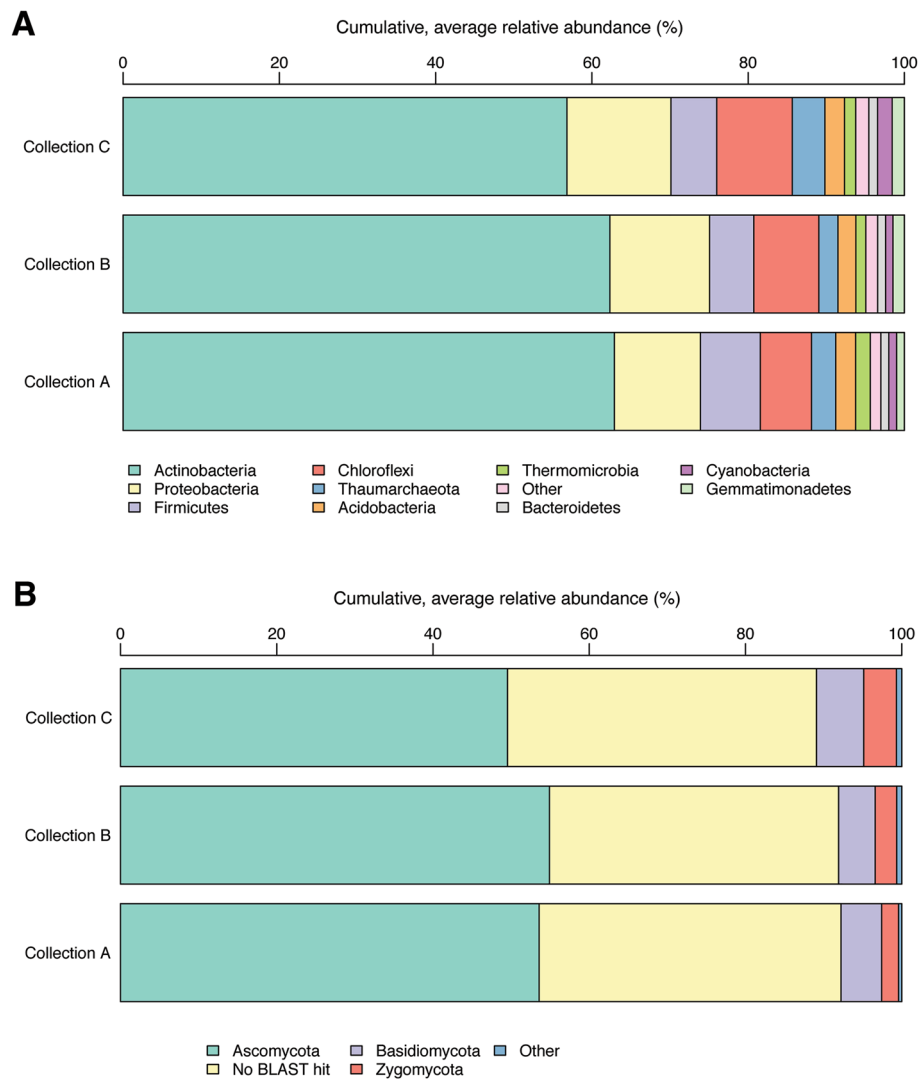 A
Cumulative, average relative abundance (%)
0 20 40 60 80 100
Collection C
Collection B
Collection A
Actinobacteria Chloroflexi Thermomicrobia Cyanobacteria
Proteobacteria Thaumarchaeota Other Gemmatimonadetes
Firmicutes Acidobacteria Bacteroidetes
B
Cumulative, average relative abundance (%)
0 20 40 60 80 100
Collection C
Collection B
Collection A
Ascomycota Basidiomycota Other
No BLAST hit Zygomycota